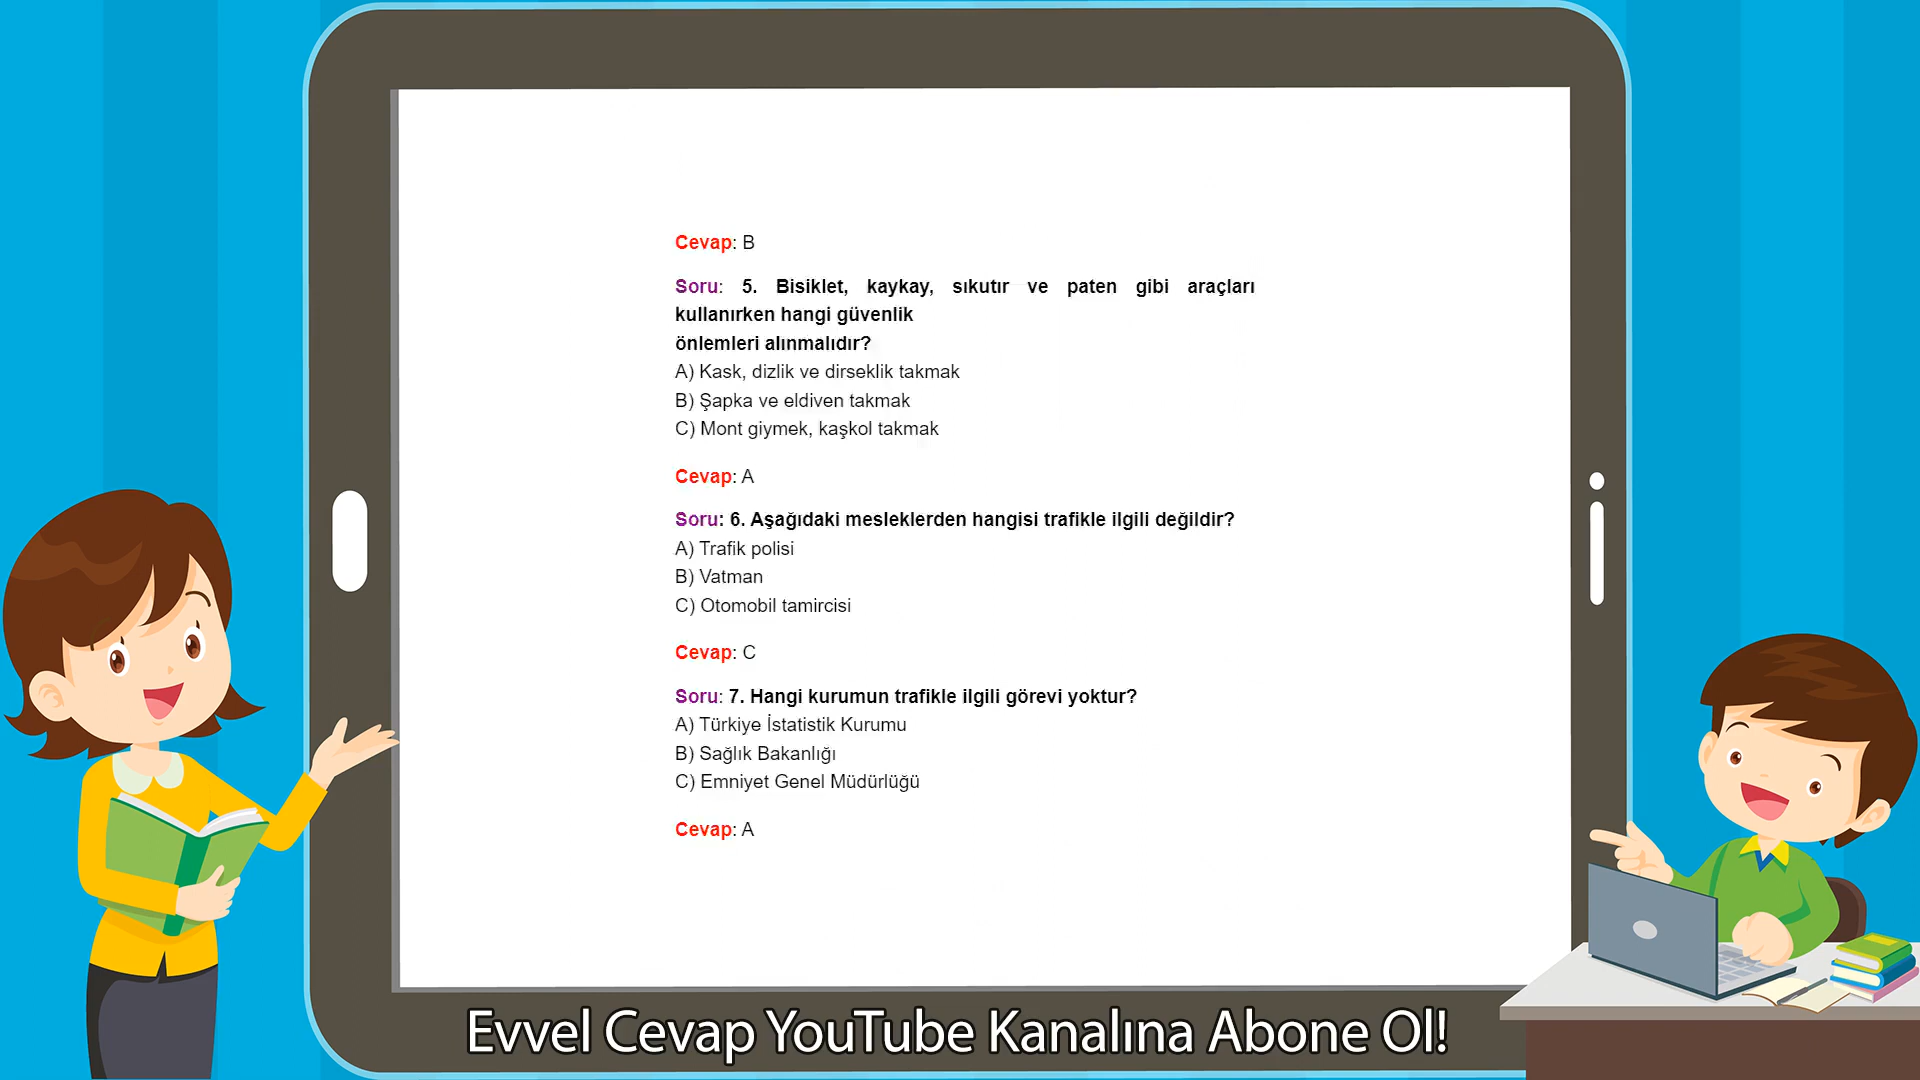 Cevap: B
Soru: 5. Bisiklet, kaykay, sıkutır ve paten gibi araçları
kullanırken hangi güvenlik
önlemleri alınmalıdır?
A) Kask, dizlik ve dirseklik takmak
B) Şapka ve eldiven takmak
C) Mont giymek, kaşkol takmak
Cevap: A
Soru: 6. Aşağıdaki mesleklerden hangisi trafikle ilgili değildir?
A) Trafik polisi
B) Vatman
C) Otomobil tamircisi
Cevap: C
Soru: 7. Hangi kurumun trafikle ilgili görevi yoktur?
A) Türkiye İstatistik Kurumu
B) Sağlık Bakanlığı
C) Emniyet Genel Müdürlüğü
Cevap: A
Evvel Cevap YouTube Kanalına Abone Ol!